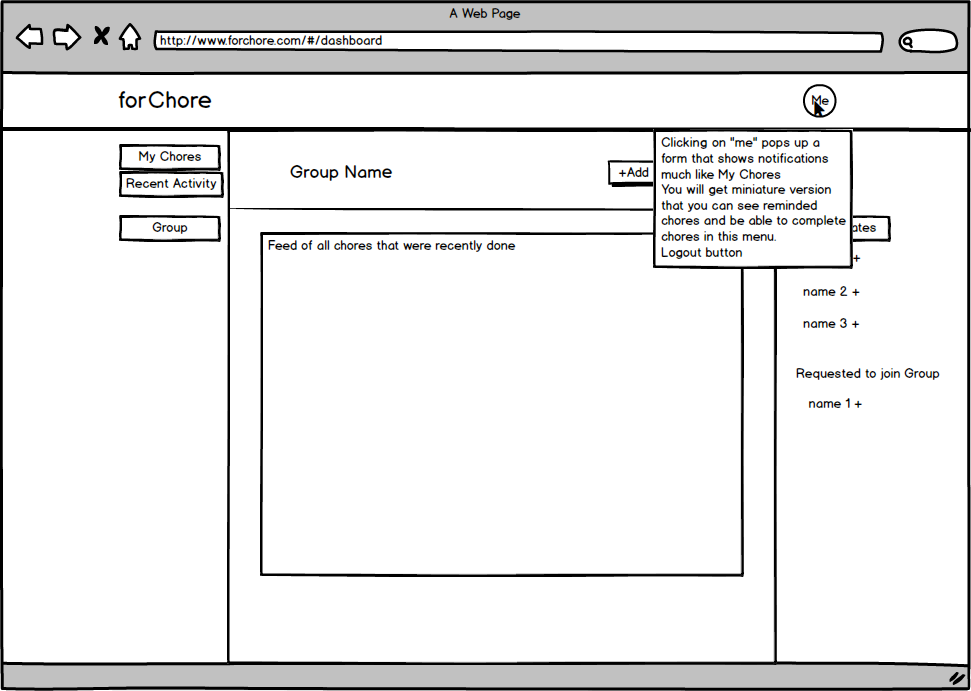 A Web Page
http://www.forchore.com/#/dashboard
forChore
Me
My Chores
Recent Activity
Group
Group Name
+Add
Clicking on "me" pops up a
form that shows notifications
much like My Chores
You will get miniature version
that you can see reminded
chores and be able to complete
chores in this menu.
Logout button
Feed of all chores that were recently done
ates
+
name 2 +
name 3 +
Requested to join Group
name 1 +